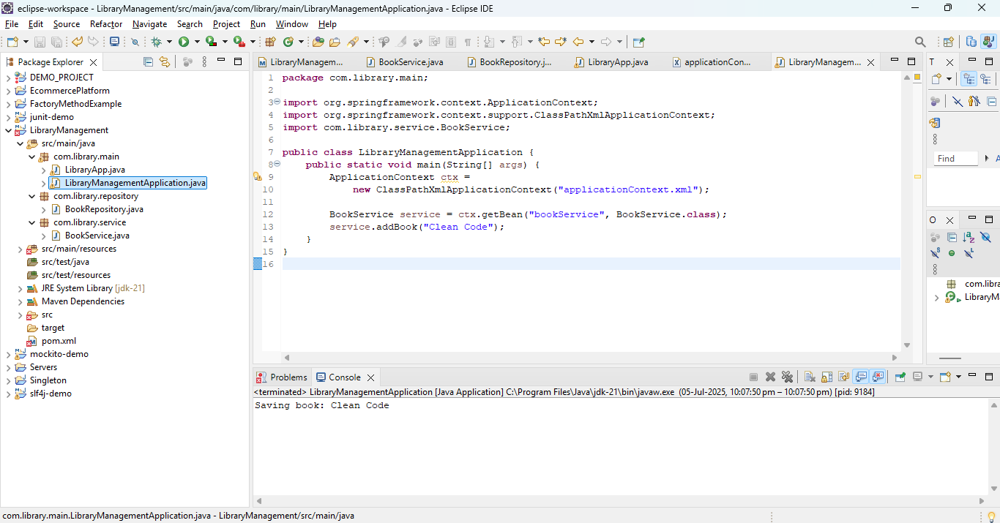 eclipse-workspace - LibraryManagement/src/main/java/com/library/main/LibraryManagementApplication.java - Eclipse IDE
File Edit Source Refactor Navigate Search Project Run Window Help
Package Explorer
DEMO_PROJECT
EcommercePlatform
FactoryMethodExample
junit-demo
LibraryManagement
src/main/java
com.library.main
LibraryApp.java
LibraryManagementApplication.java
com.library.repository
BookRepository.java
com.library.service
BookService.java
src/main/resources
src/test/java
src/test/resources
JRE System Library [jdk-21]
Maven Dependencies
src
target
pom.xml
mockito-demo
Servers
Singleton
slf4j-demo
LibraryManagem... BookService.java BookRepository.j... LibraryApp.java applicationCon... LibraryManagem...
1 package com.library.main;
2
3 import org.springframework.context.ApplicationContext;
4 import org.springframework.context.support.ClassPathXmlApplicationContext;
5 import com.library.service.BookService;
6
7 public class LibraryManagementApplication {
8 public static void main(String[] args) {
9 ApplicationContext ctx =
10 new ClassPathXmlApplicationContext("applicationContext.xml");
11
12 BookService service = ctx.getBean("bookService", BookService.class);
13 service.addBook("Clean Code");
14 }
15 }
16
T
Find
A
O
com.libra
LibraryM
Problems Console
<terminated> LibraryManagementApplication [Java Application] C:\Program Files\Java\jdk-21\bin\javaw.exe (05-Jul-2025, 10:07:50 pm – 10:07:50 pm) [pid: 9184]
Saving book: Clean Code
com.library.main.LibraryManagementApplication.java - LibraryManagement/src/main/java